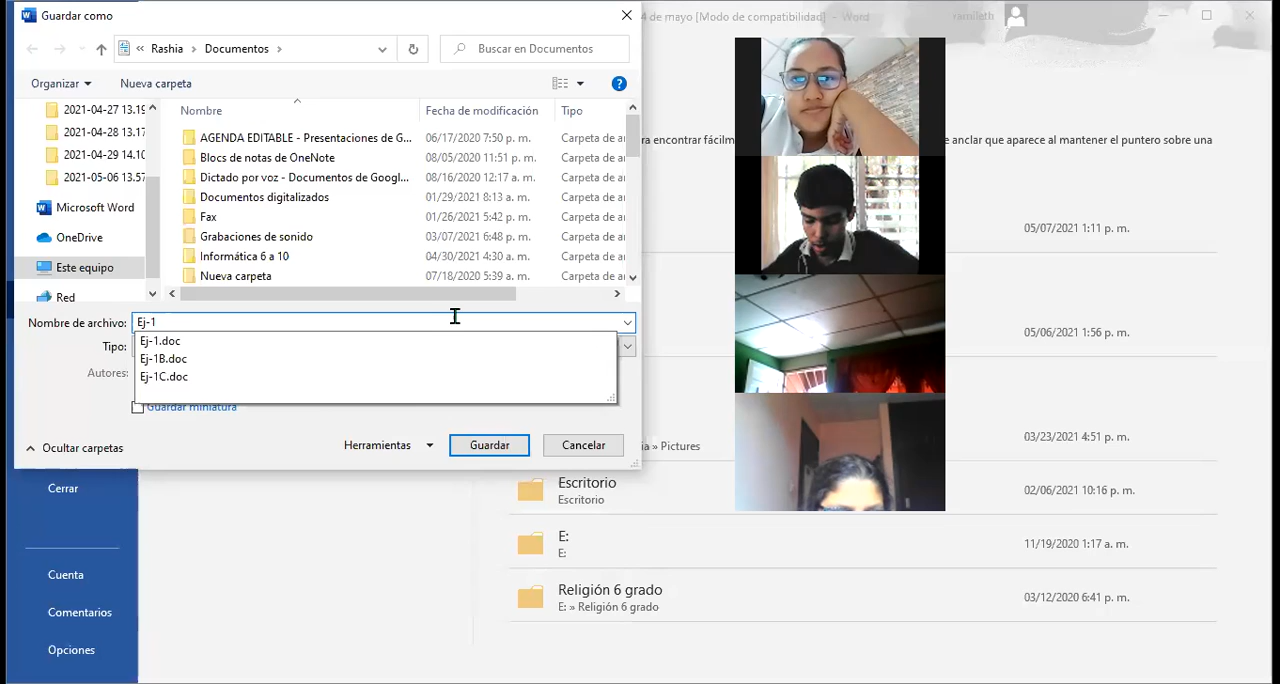 Guardar como
4 de mayo [Modo de compatibilidad] - Word
ramileth
« Rashia > Documentos >
Buscar en Documentos
Organizar
Nueva carpeta
?
2021-04-27 13.19
2021-04-28 13.17
2021-04-29 14.10
2021-05-06 13.57
Microsoft Word
OneDrive
Este equipo
Red
Nombre
Fecha de modificación
Tipo
AGENDA EDITABLE - Presentaciones de G...
06/17/2020 7:50 p. m.
Carpeta de
Blocs de notas de OneNote
08/05/2020 11:51 p. m.
Carpeta de
Dictado por voz - Documentos de Googl...
08/16/2020 12:17 a. m.
Carpeta de
Documentos digitalizados
01/29/2021 8:13 a. m.
Carpeta de
Fax
01/26/2021 5:42 p. m.
Carpeta de
Grabaciones de sonido
03/07/2021 6:48 p. m.
Carpeta de
Informática 6 a 10
04/30/2021 4:30 a. m.
Carpeta de
Nueva carpeta
07/18/2020 5:39 a. m.
Carpeta de
Nombre de archivo:
Ej-1
Tipo:
Ej-1.doc
Ej-1B.doc
Ej-1C.doc
Autores:
Guardar miniatura
Ocultar carpetas
Herramientas
Guardar
Cancelar
ra encontrar fácilm
e anclar que aparece al mantener el puntero sobre una
05/07/2021 1:11 p. m.
05/06/2021 1:56 p. m.
ia » Pictures
03/23/2021 4:51 p. m.
Escritorio
Escritorio
02/06/2021 10:16 p. m.
E:
E:
11/19/2020 1:17 a. m.
Religión 6 grado
E: » Religión 6 grado
03/12/2020 6:41 p. m.
Cerrar
Cuenta
Comentarios
Opciones